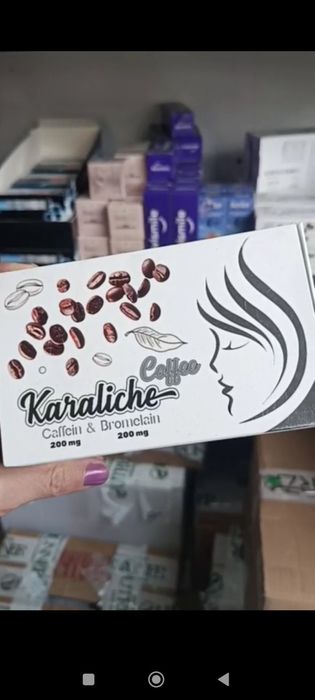 Coffee
Karaliche
Caffein & Bromelain
200 mg 200 mg